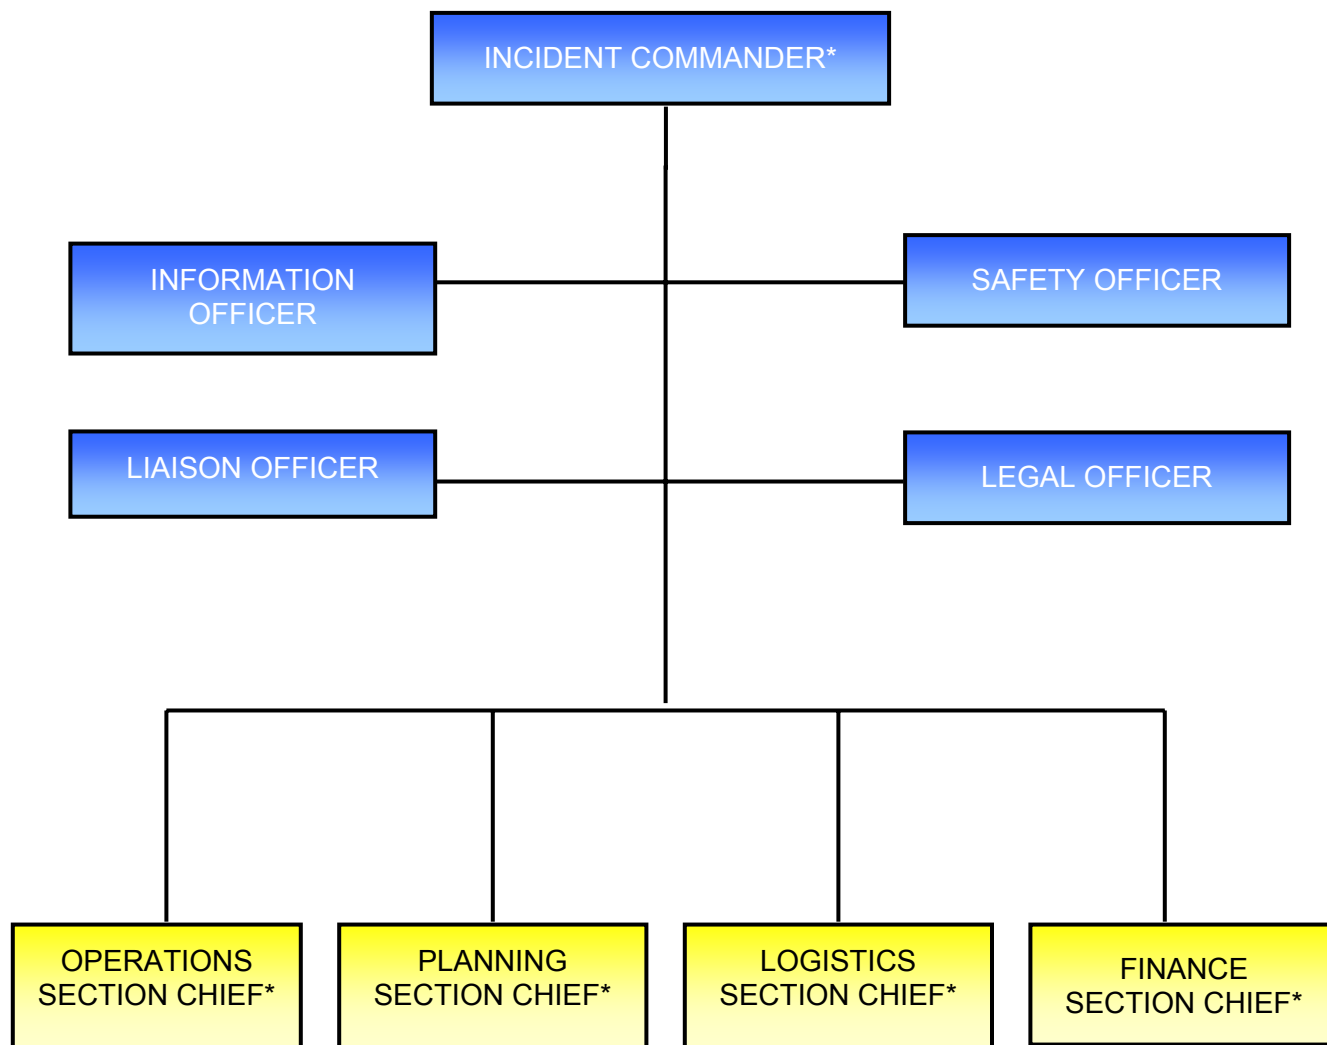 INCIDENT COMMANDER*
INFORMATION
OFFICER
SAFETY OFFICER
LIAISON OFFICER
LEGAL OFFICER
OPERATIONS
SECTION CHIEF*
PLANNING
SECTION CHIEF*
LOGISTICS
SECTION CHIEF*
FINANCE
SECTION CHIEF*